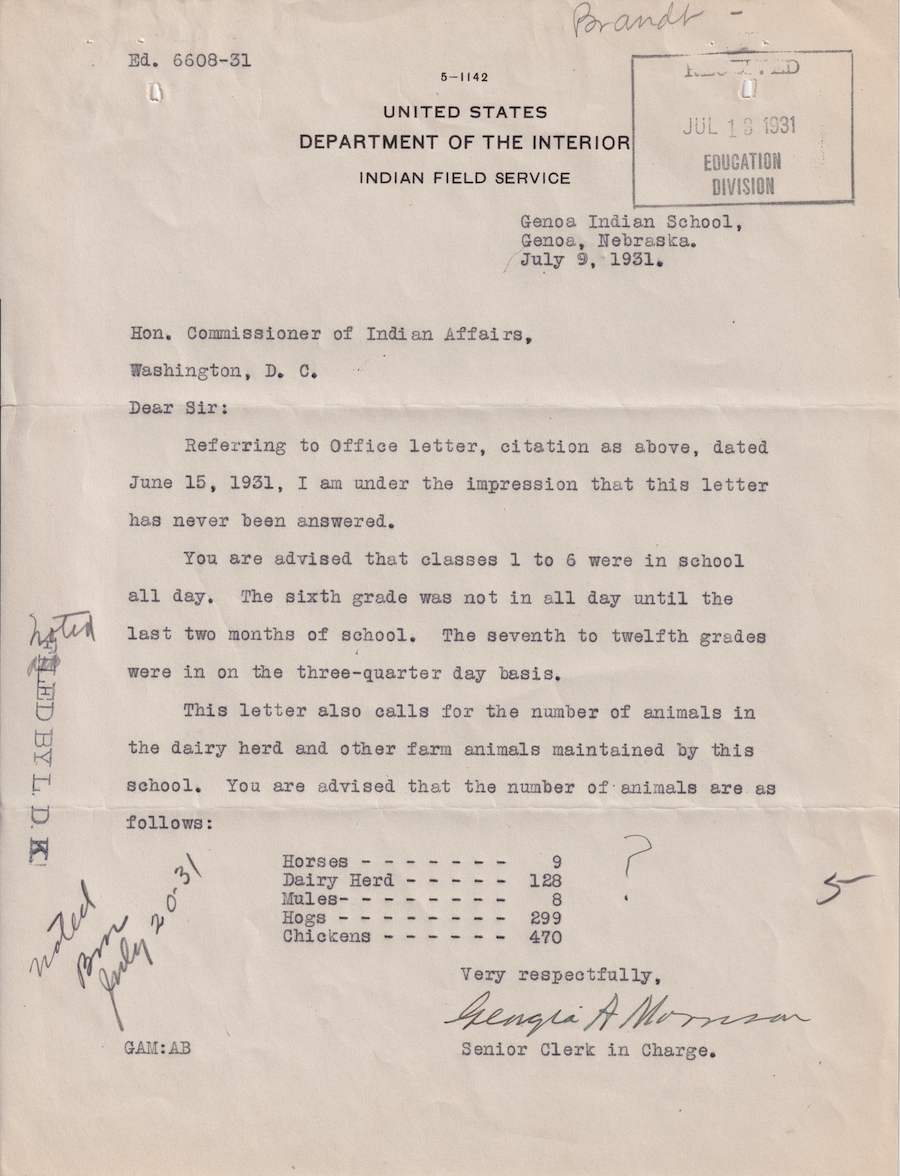 Brandt -
Ed. 6608-31
5-1142
UNITED STATES
DEPARTMENT OF THE INTERIOR
INDIAN FIELD SERVICE
RECEIVED
JUL 13 1931
EDUCATION
DIVISION
Genoa Indian School,
Genoa, Nebraska.
July 9, 1931.
Hon. Commissioner of Indian Affairs,
Washington, D. C.
Dear Sir:
Referring to Office letter, citation as above, dated
June 15, 1931, I am under the impression that this letter
has never been answered.
You are advised that classes 1 to 6 were in school
all day. The sixth grade was not in all day until the
last two months of school. The seventh to twelfth grades
were in on the three-quarter day basis.
This letter also calls for the number of animals in
the dairy herd and other farm animals maintained by this
school. You are advised that the number of animals are as
follows:
Horses - - - - - - - 9
Dairy Herd - - - - - 128
Mules- - - - - - - - 8
Hogs - - - - - - - - 299
Chickens - - - - - - 470
?
5
Very respectfully,
Georgia A Morrison
Senior Clerk in Charge.
GAM:AB
noted
FILED BY L. D. K.
noted
July 20-31